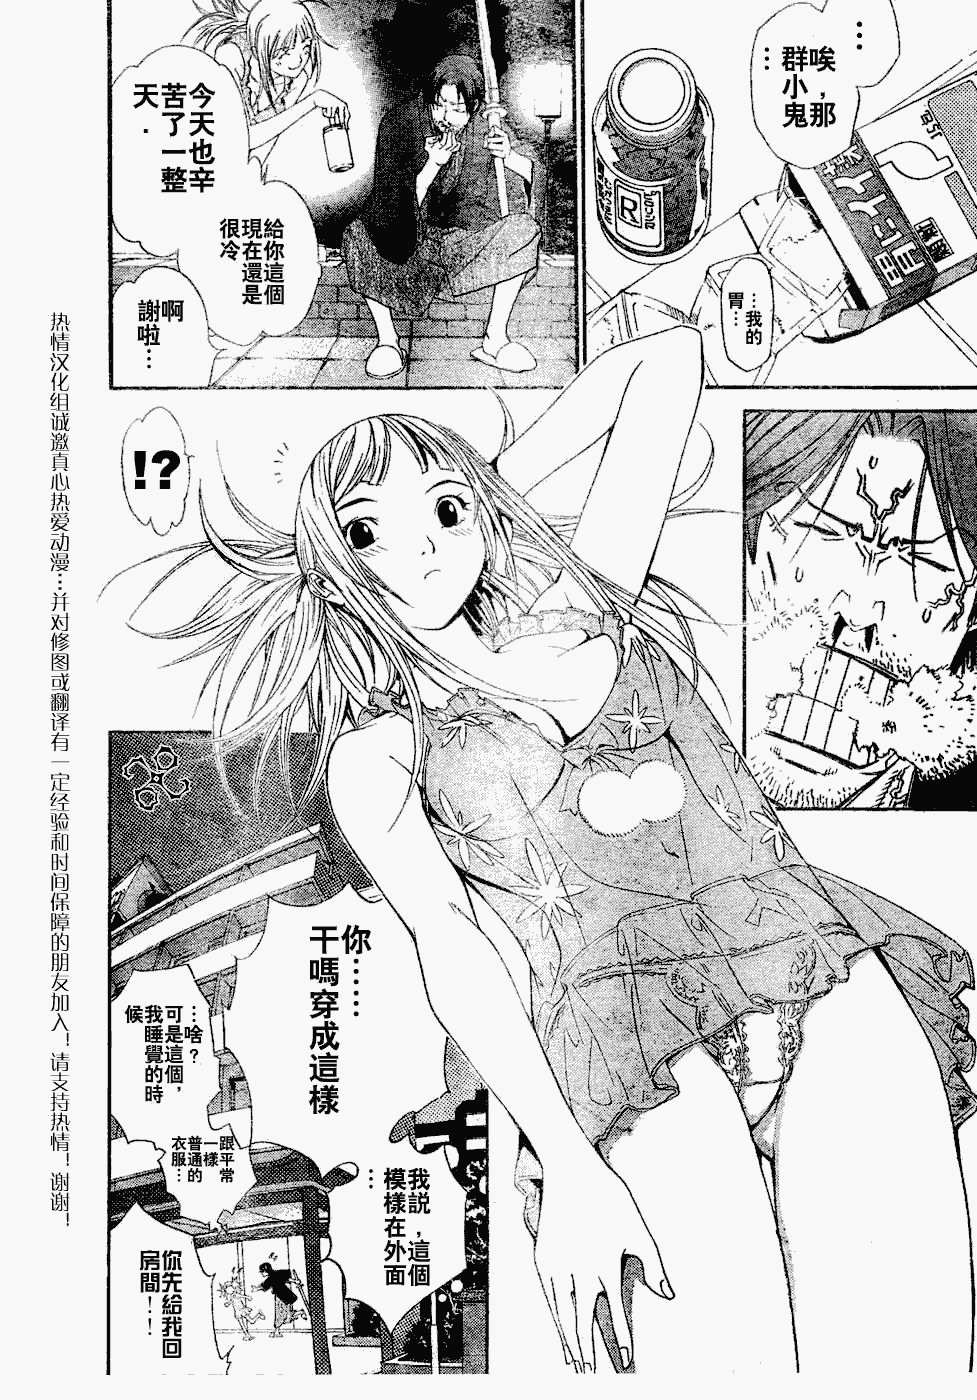 …
唉，那
群小鬼
…
…我的
胃…
今天也辛
苦了一整
天．
給你這個
現在還是
很冷
啊
謝啦…
R
!?
你……
干嗎穿成這樣
我説，這個
模樣在外面
…
…啥？
可是這個，
我睡覺的時
候
跟平常
一樣
普通的
衣服…
你先給我回
房間!!
热情汉化组诚邀真心热爱动漫…并对修图或翻译有一定经验和时间保障的朋友加入！请支持热情！谢谢！